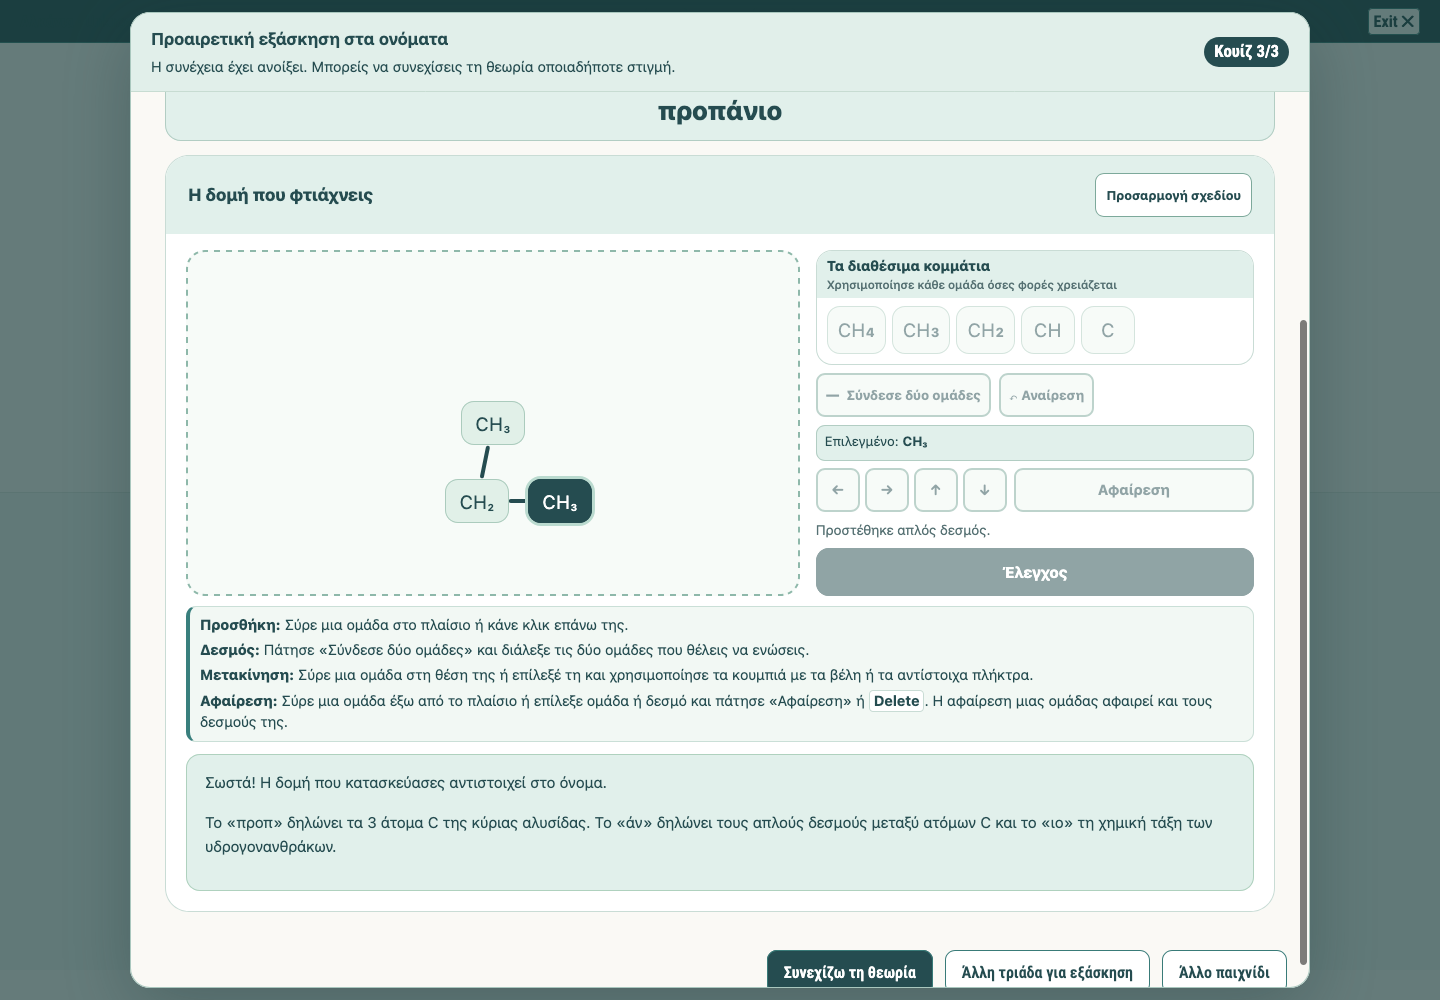 Exit ✕
Προαιρετική εξάσκηση στα ονόματα
Η συνέχεια έχει ανοίξει. Μπορείς να συνεχίσεις τη θεωρία οποιαδήποτε στιγμή.
Κουίζ 3/3
προπάνιο
Η δομή που φτιάχνεις
Προσαρμογή σχεδίου
CH₃
CH₂
CH₃
Τα διαθέσιμα κομμάτια
Χρησιμοποίησε κάθε ομάδα όσες φορές χρειάζεται
CH₄ CH₃ CH₂ CH C
— Σύνδεσε δύο ομάδες
↶ Αναίρεση
Επιλεγμένο: CH₃
← → ↑ ↓ Αφαίρεση
Προστέθηκε απλός δεσμός.
Έλεγχος
Προσθήκη: Σύρε μια ομάδα στο πλαίσιο ή κάνε κλικ επάνω της.
Δεσμός: Πάτησε «Σύνδεσε δύο ομάδες» και διάλεξε τις δύο ομάδες που θέλεις να ενώσεις.
Μετακίνηση: Σύρε μια ομάδα στη θέση της ή επίλεξέ τη και χρησιμοποίησε τα κουμπιά με τα βέλη ή τα αντίστοιχα πλήκτρα.
Αφαίρεση: Σύρε μια ομάδα έξω από το πλαίσιο ή επίλεξε ομάδα ή δεσμό και πάτησε «Αφαίρεση» ή Delete. Η αφαίρεση μιας ομάδας αφαιρεί και τους
δεσμούς της.
Σωστά! Η δομή που κατασκεύασες αντιστοιχεί στο όνομα.
Το «προπ» δηλώνει τα 3 άτομα C της κύριας αλυσίδας. Το «άν» δηλώνει τους απλούς δεσμούς μεταξύ ατόμων C και το «ιο» τη χημική τάξη των
υδρογονανθράκων.
Συνεχίζω τη θεωρία
Άλλη τριάδα για εξάσκηση
Άλλο παιχνίδι